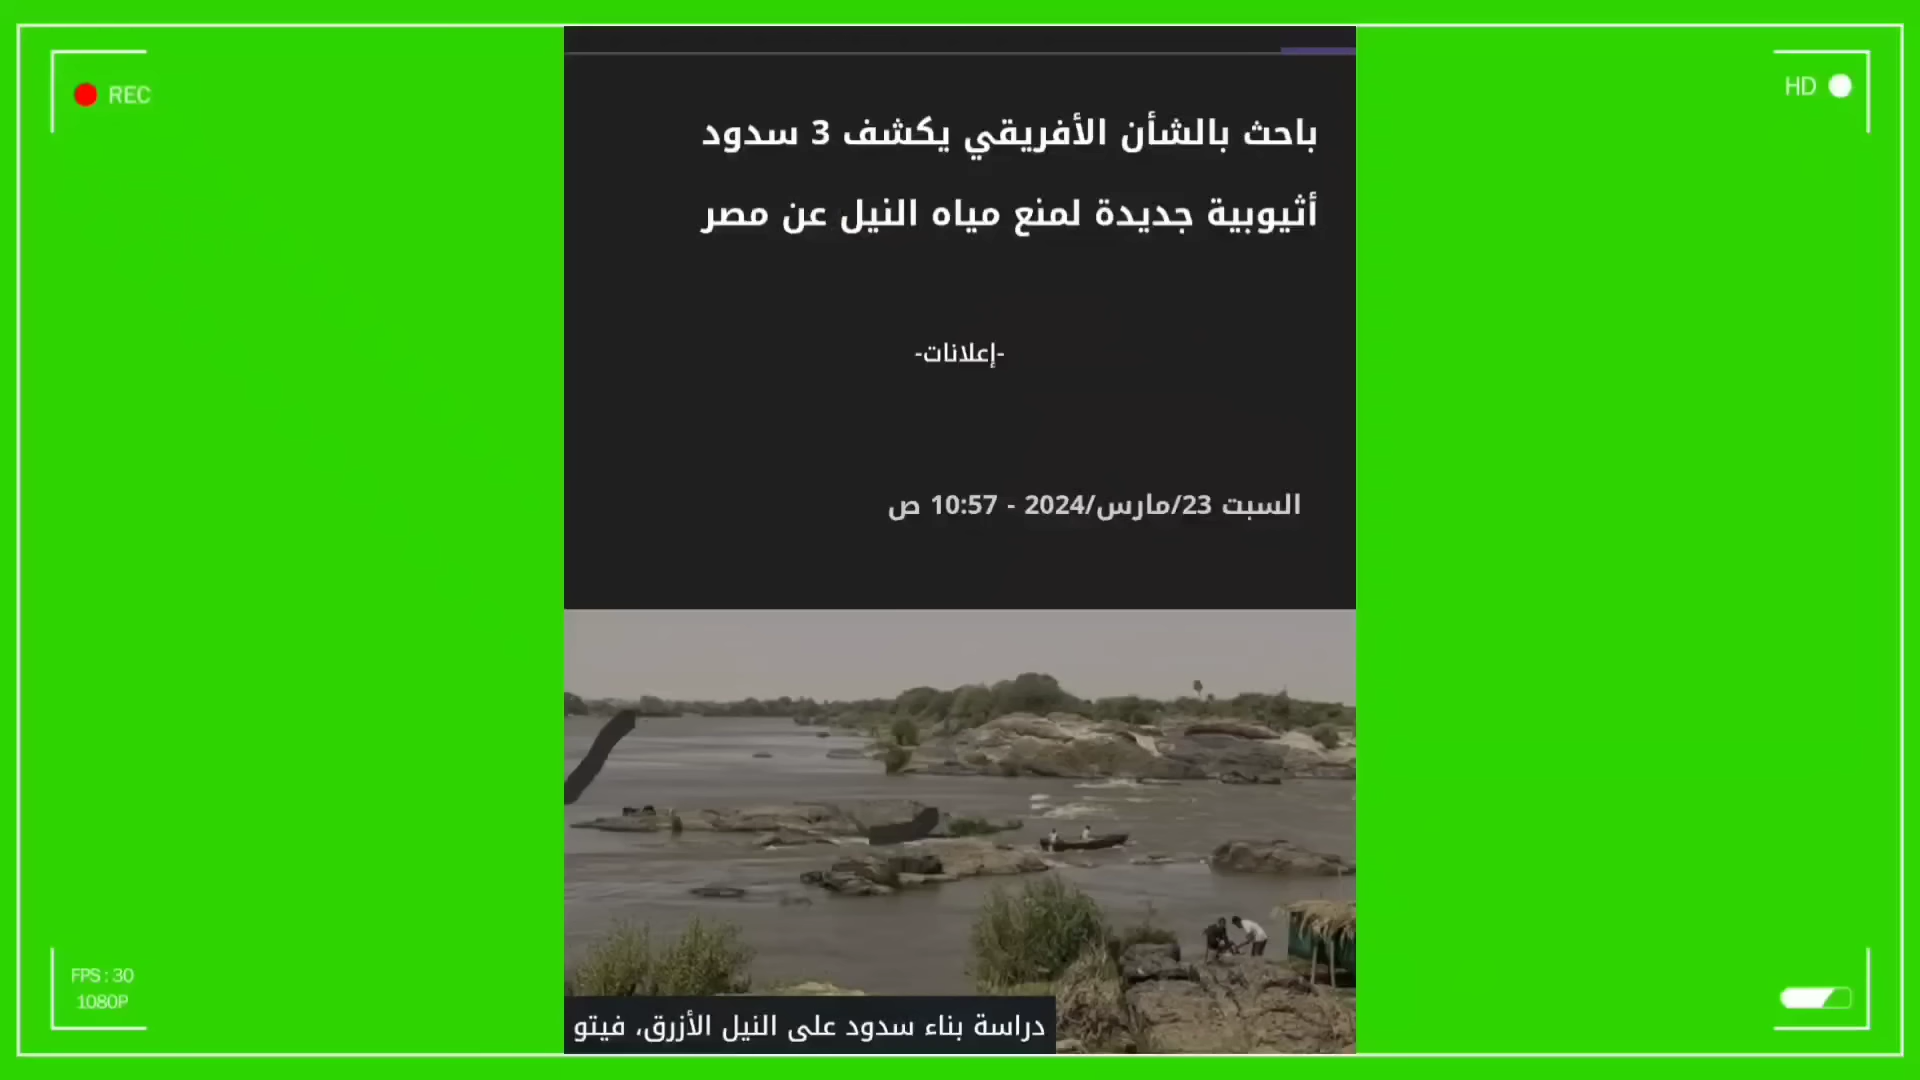 REC
HD
باحث بالشأن الأفريقي يكشف 3 سدود
أثيوبية جديدة لمنع مياه النيل عن مصر
-إعلانات-
السبت 23/مارس/2024 - 10:57 ص
دراسة بناء سدود على النيل الأزرق، فيتو
FPS : 30
1080P